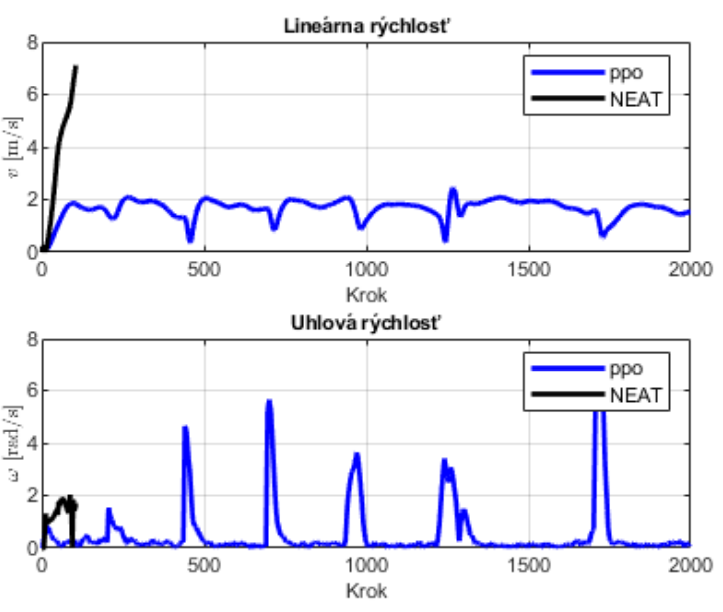 Lineárna rýchlosť
8
6
4
2
0
v [m/s]
ppo
NEAT
0 500 1000 1500 2000
Krok
Uhlová rýchlosť
8
6
4
2
0
ω [rad/s]
ppo
NEAT
0 500 1000 1500 2000
Krok